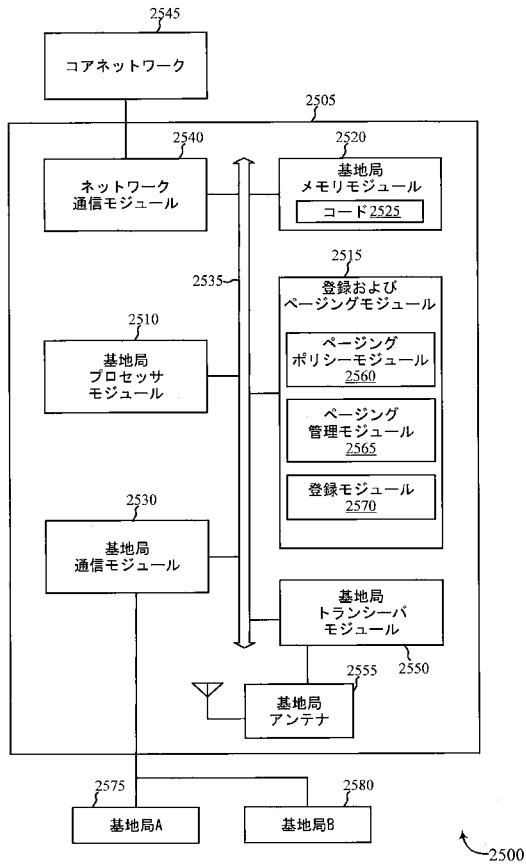 2545
コアネットワーク
2505
2540
ネットワーク
通信モジュール
2520
基地局
メモリモジュール
コード2525
2535
2515
登録および
ページングモジュール
ページング
ポリシーモジュール
2560
ページング
管理モジュール
2565
登録モジュール
2570
2510
基地局
プロセッサ
モジュール
2530
基地局
通信モジュール
基地局
トランシーバ
モジュール
2550
2555
基地局
アンテナ
2575
基地局A
2580
基地局B
2500